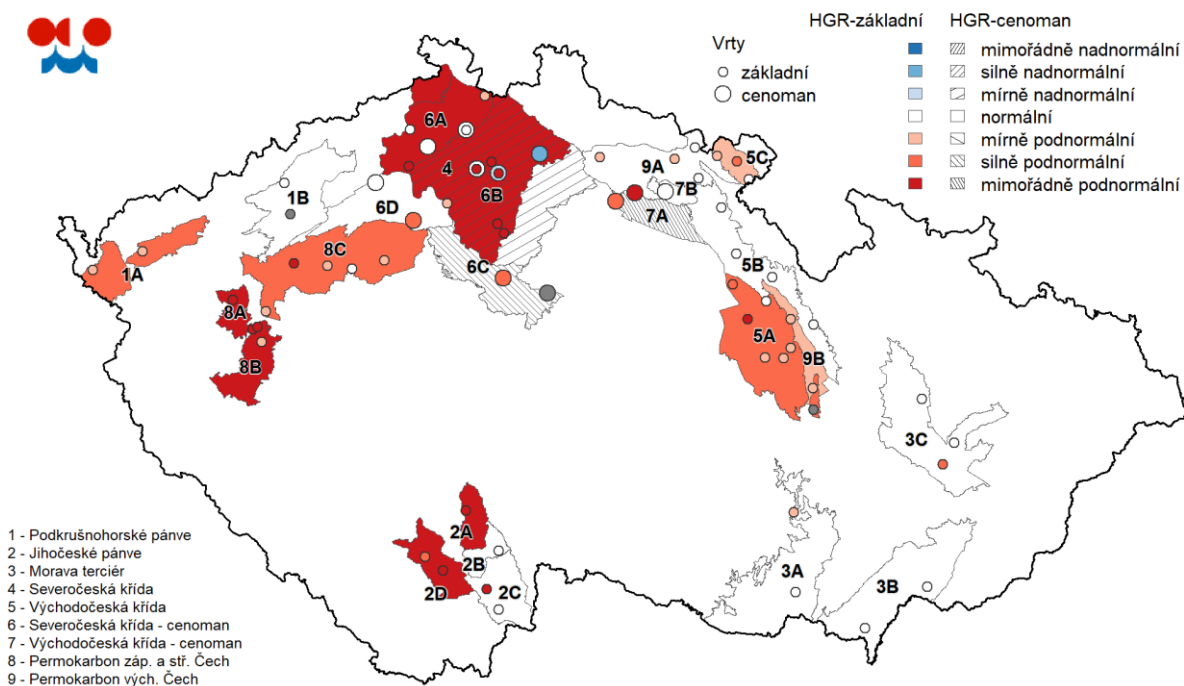 HGR-základní HGR-cenoman
Vrty
základní
cenoman
mimořádně nadnormální
silně nadnormální
mírně nadnormální
normální
mírně podnormální
silně podnormální
mimořádně podnormální
6A
4
6B
9A
5C
7B
7A
1B
6D
8C
6C
1A
5B
8A
8B
5A
9B
3C
2A
2B
2D
2C
3A
3B
1 - Podkrušnohorské pánve
2 - Jihočeské pánve
3 - Morava terciér
4 - Severočeská křída
5 - Východočeská křída
6 - Severočeská křída - cenoman
7 - Východočeská křída - cenoman
8 - Permokarbon záp. a stř. Čech
9 - Permokarbon vých. Čech